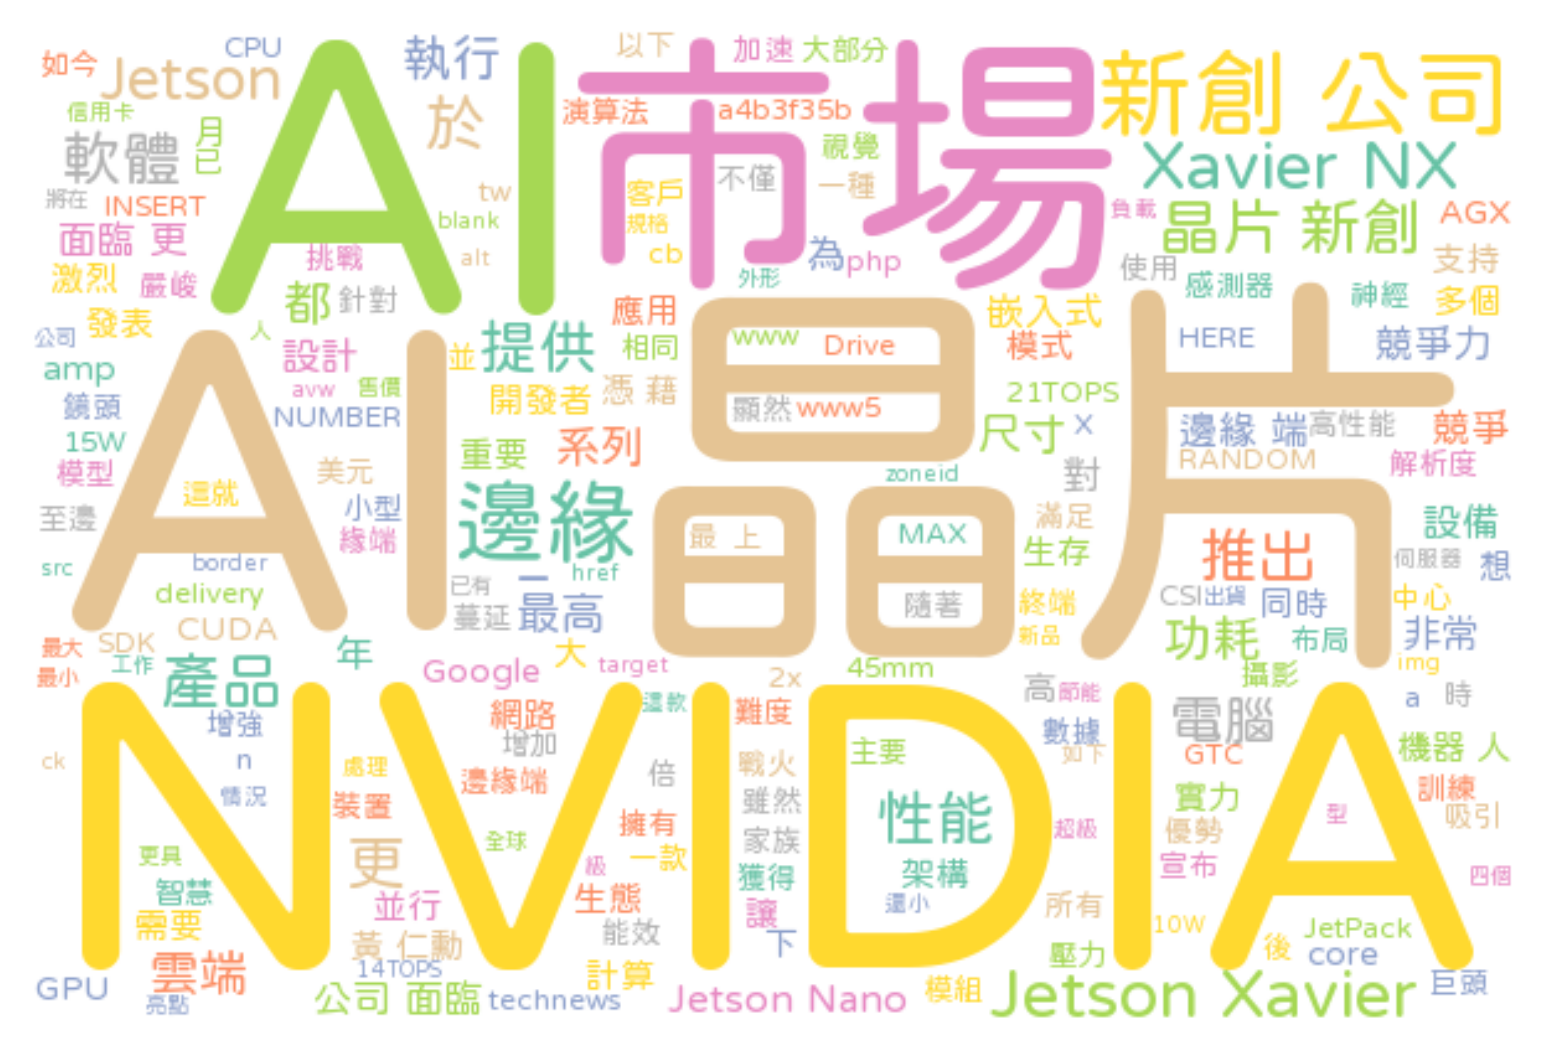 如今
CPU
Jetson
AI
執行
於
以下
市場
加速
大部分
新創 公司
信用卡
軟體
月
已
演算法
a4b3f35b
視覺
Xavier NX
將在
INSERT
tw
blank
客戶
規格
不僅
一種
負載
晶片 新創
AGX
面臨 更
挑戰
alt
cb
為
php
使用
感測器
支持
激烈
嚴峻
都
針對
外形
神經
多個
發表
人
提供
應用
AI
晶片
嵌入式
公司
設計
並
相同
www
Drive
模式
HERE
競爭力
amp
avw
售價
開發者
憑 藉
21TOPS
鏡頭
NUMBER
顯然
www5
尺寸
X
邊緣 端
高性能
競爭
15W
重要
系列
RANDOM
模型
美元
這就
zoneid
對
解析度
至邊
小型
邊緣
滿足
設備
緣端
最 上
MAX
生存
推出
src
border
href
一
伺服器
想
delivery
已有
蔓延
最高
隨著
終端
CSI
出貨
同時
中心
CUDA
SDK
新品
功耗
布局
非常
最大
工作
年
大
最小
產品
Google
target
2x
45mm
攝影
img
NVIDIA
這款
高
節能
a
時
增強
網路
難度
數據
電腦
增加
主要
如下
GTC
機器 人
ck
n
處理
邊緣端
倍
戰火
情況
裝置
雖然
性能
實力
訓練
擁有
家族
超級
優勢
型
吸引
更具
更
全球
級
一款
獲得
架構
宣布
四個
智慧
並行
生態
讓
還小
所有
需要
能效
下
10W
JetPack
黃 仁勳
壓力
後
core
雲端
14TOPS
計算
GPU
亮點
公司 面臨
technews
Jetson Nano
模組
Jetson Xavier
巨頭